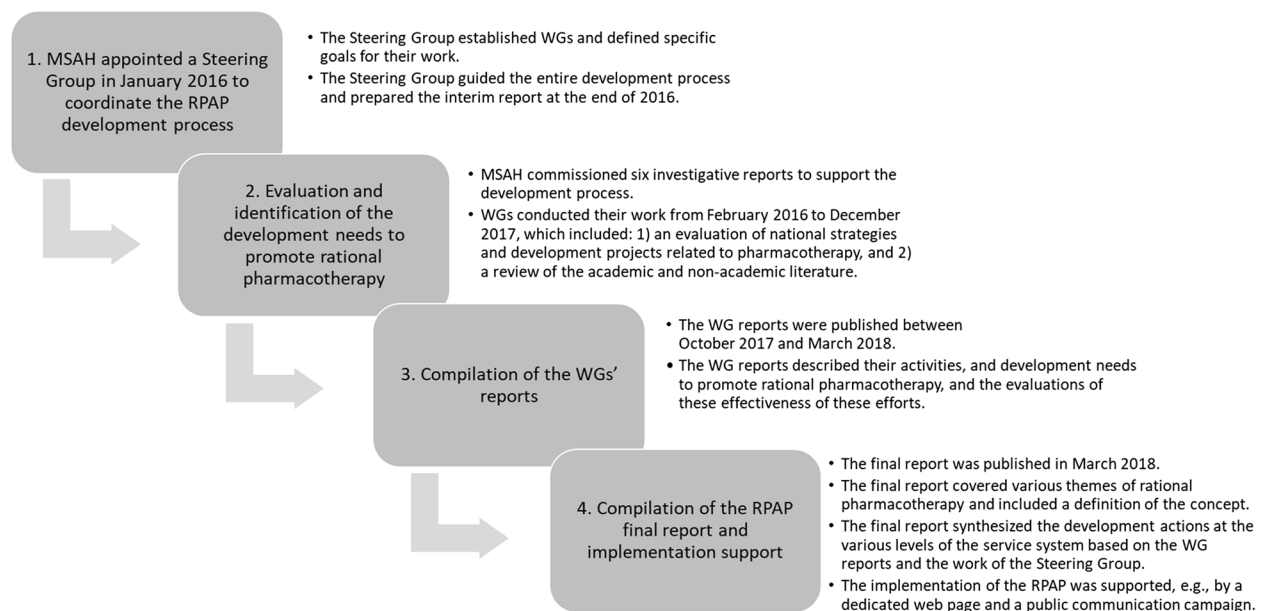 1. MSAH appointed a Steering
Group in January 2016 to
coordinate the RPAP
development process
• The Steering Group established WGs and defined specific
goals for their work.
• The Steering Group guided the entire development process
and prepared the interim report at the end of 2016.
2. Evaluation and
identification of the
development needs to
promote rational
pharmacotherapy
• MSAH commissioned six investigative reports to support the
development process.
• WGs conducted their work from February 2016 to December
2017, which included: 1) an evaluation of national strategies
and development projects related to pharmacotherapy, and 2)
a review of the academic and non-academic literature.
3. Compilation of the WGs’
reports
• The WG reports were published between
October 2017 and March 2018.
• The WG reports described their activities, and development needs
to promote rational pharmacotherapy, and the evaluations of
these effectiveness of these efforts.
4. Compilation of the RPAP
final report and
implementation support
• The final report was published in March 2018.
• The final report covered various themes of rational
pharmacotherapy and included a definition of the concept.
• The final report synthesized the development actions at the
various levels of the service system based on the WG
reports and the work of the Steering Group.
• The implementation of the RPAP was supported, e.g., by a
dedicated web page and a public communication campaign.